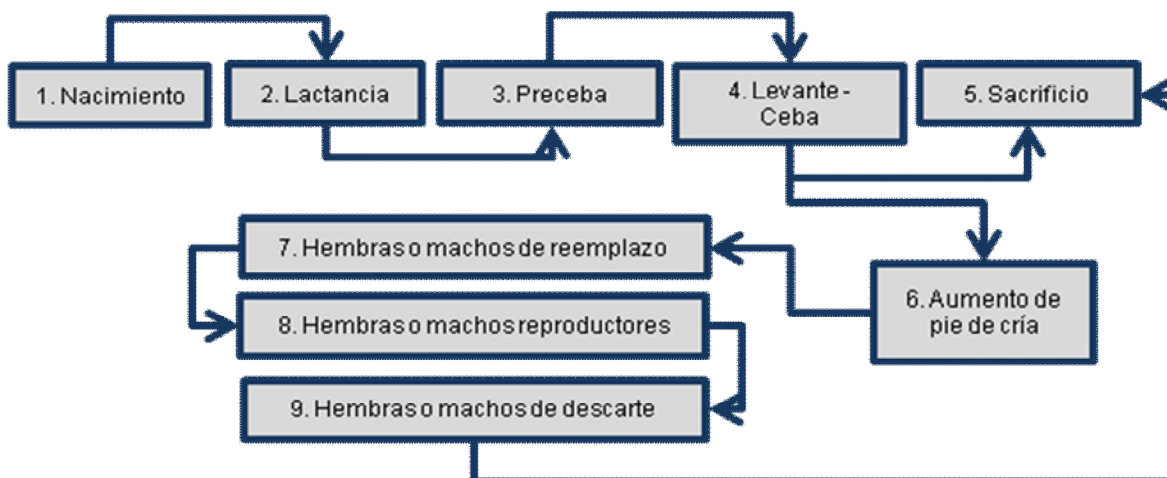 1. Nacimiento
2. Lactancia
3. Preceba
4. Levante -
Ceba
5. Sacrificio
7. Hembras o machos de reemplazo
6. Aumento de
pie de cría
8. Hembras o machos reproductores
9. Hembras o machos de descarte